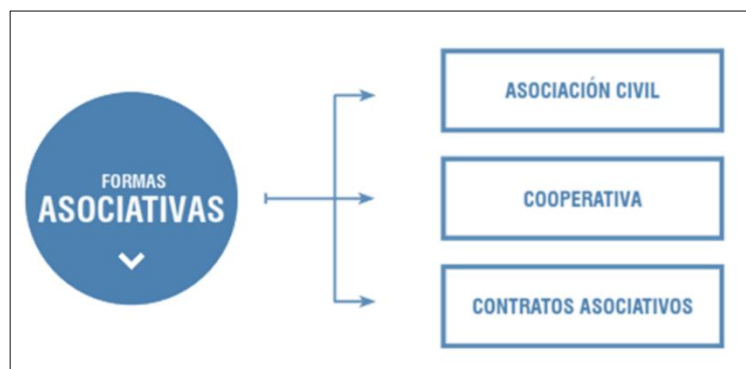 FORMAS
ASOCIATIVAS
ASOCIACIÓN CIVIL
COOPERATIVA
CONTRATOS ASOCIATIVOS